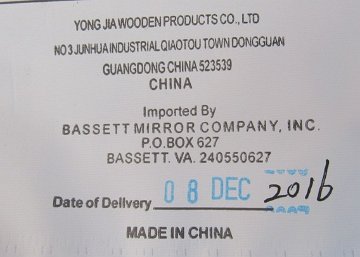 YONG JIA WOODEN PRODUCTS CO., LTD
NO 3 JUNHUA INDUSTRIAL QIAOTOU TOWN DONGGUAN
GUANGDONG CHINA 523539
CHINA
Imported By
BASSETT MIRROR COMPANY, INC.
P.O.BOX 627
BASSETT. VA. 240550627
Date of Delivery 08 DEC 2016
MADE IN CHINA